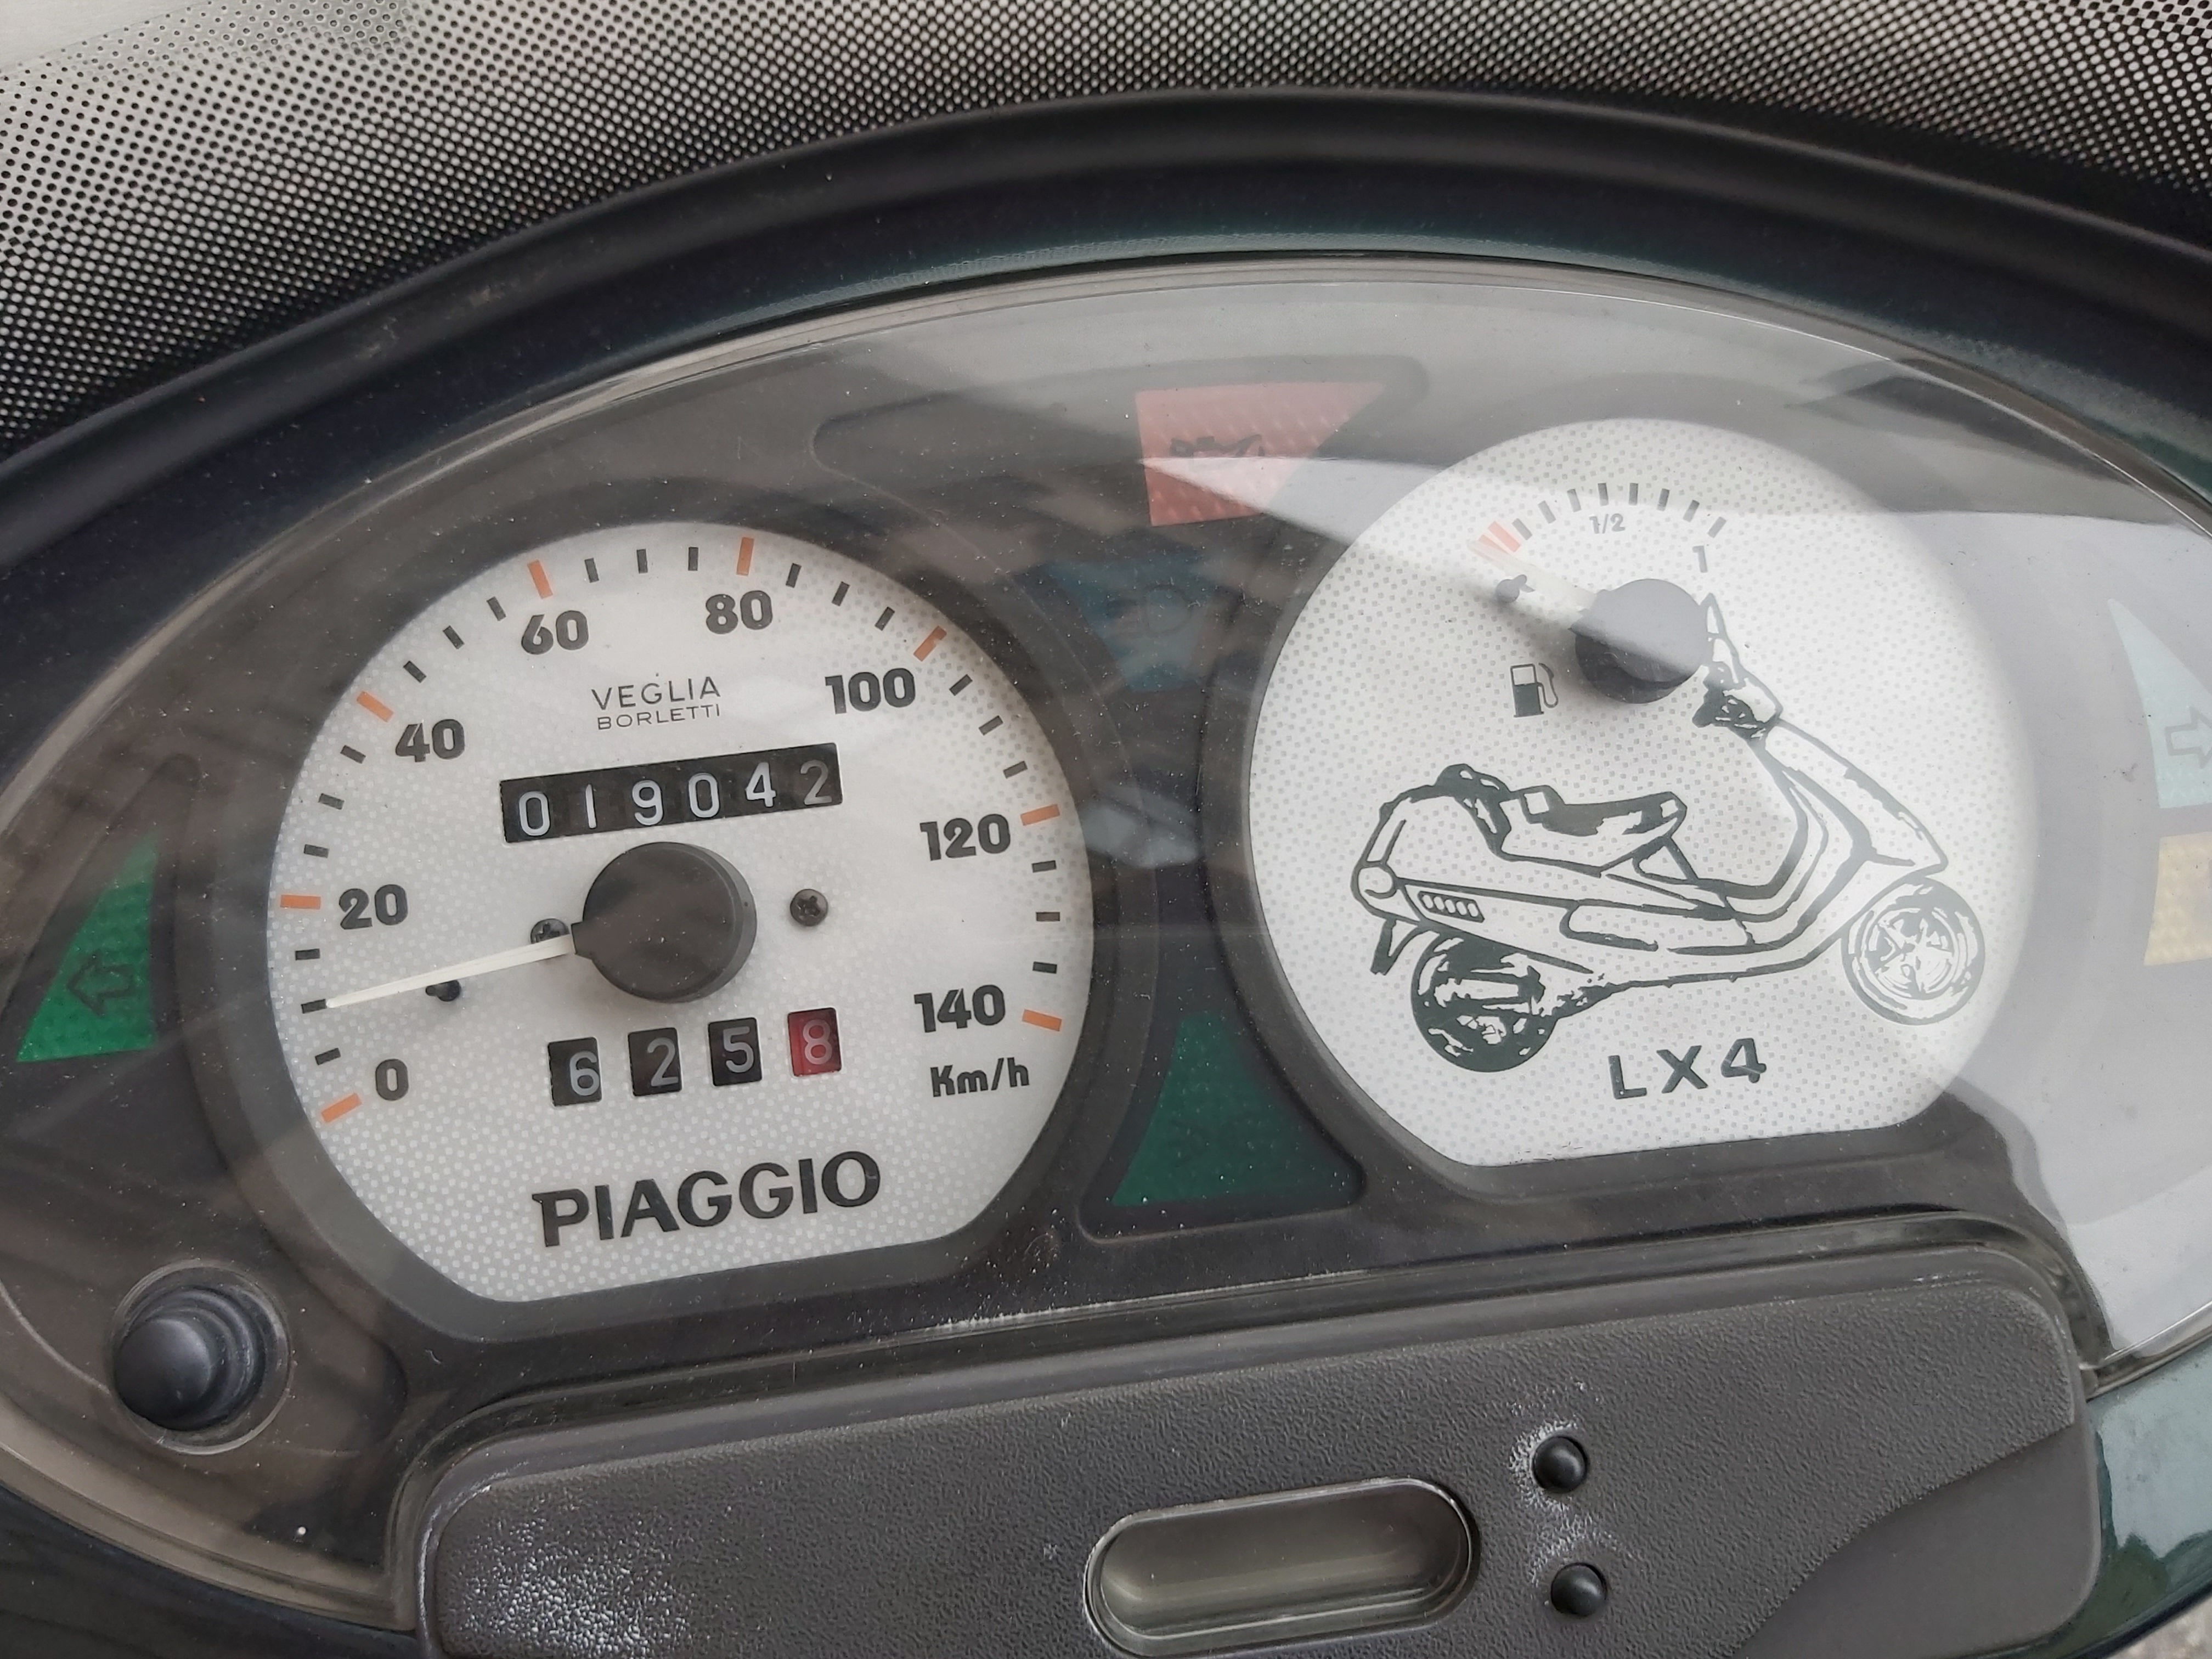 60
80
1/2
1
40
VEGLIA
BORLETTI
100
019042
20
120
0
6258
140
Km/h
LX4
PIAGGIO